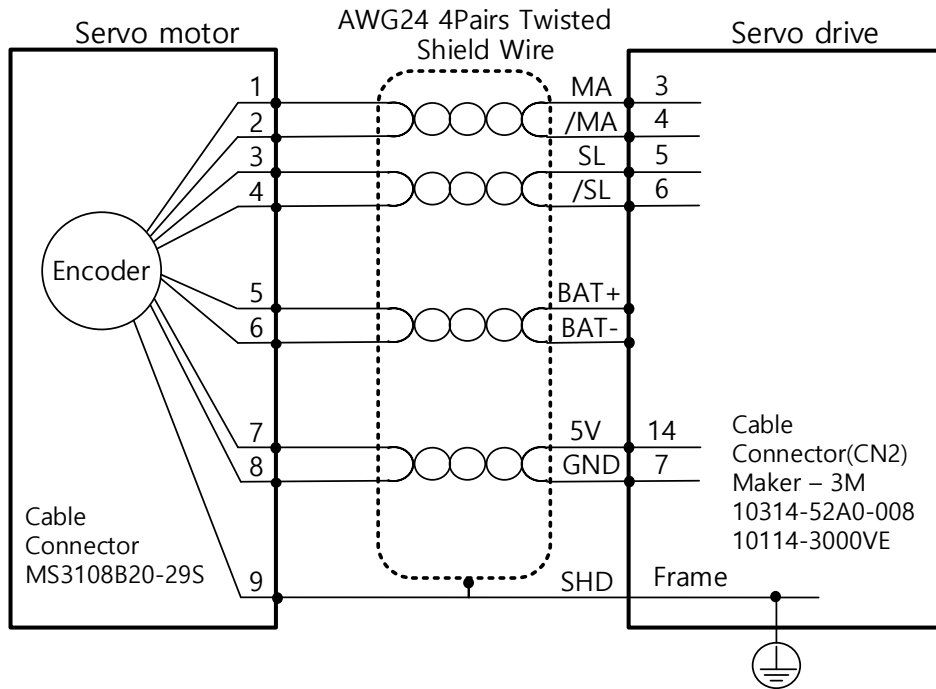 AWG24 4Pairs Twisted
Shield Wire
Servo motor
Servo drive
1
MA
3
2
/MA
4
3
SL
5
4
/SL
6
Encoder
5
BAT+
6
BAT-
7
5V
14
8
GND
7
Cable
Connector
MS3108B20-29S
Cable
Connector(CN2)
Maker – 3M
10314-52A0-008
10114-3000VE
9
SHD
Frame